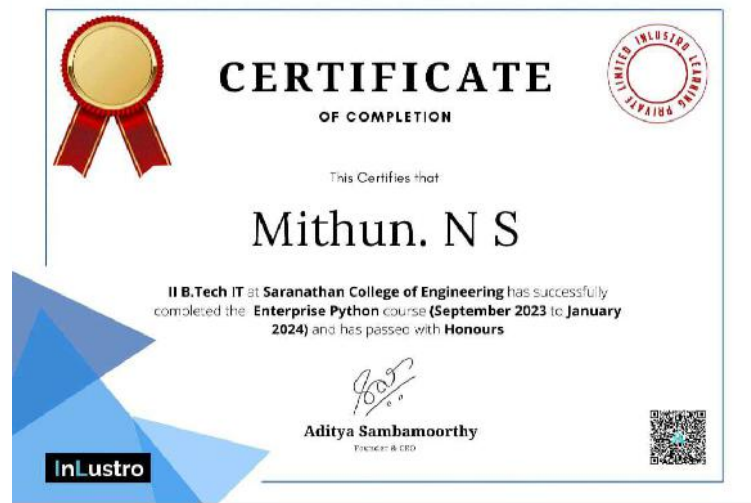 CERTIFICATE
OF COMPLETION
INLUSTRO LEARNING PRIVATE LIMITED
This Certifies that
Mithun. N S
II B.Tech IT at Saranathan College of Engineering has successfully
completed the Enterprise Python course (September 2023 to January
2024) and has passed with Honours
Aditya Sambamoorthy
Founder & CEO
InLustro